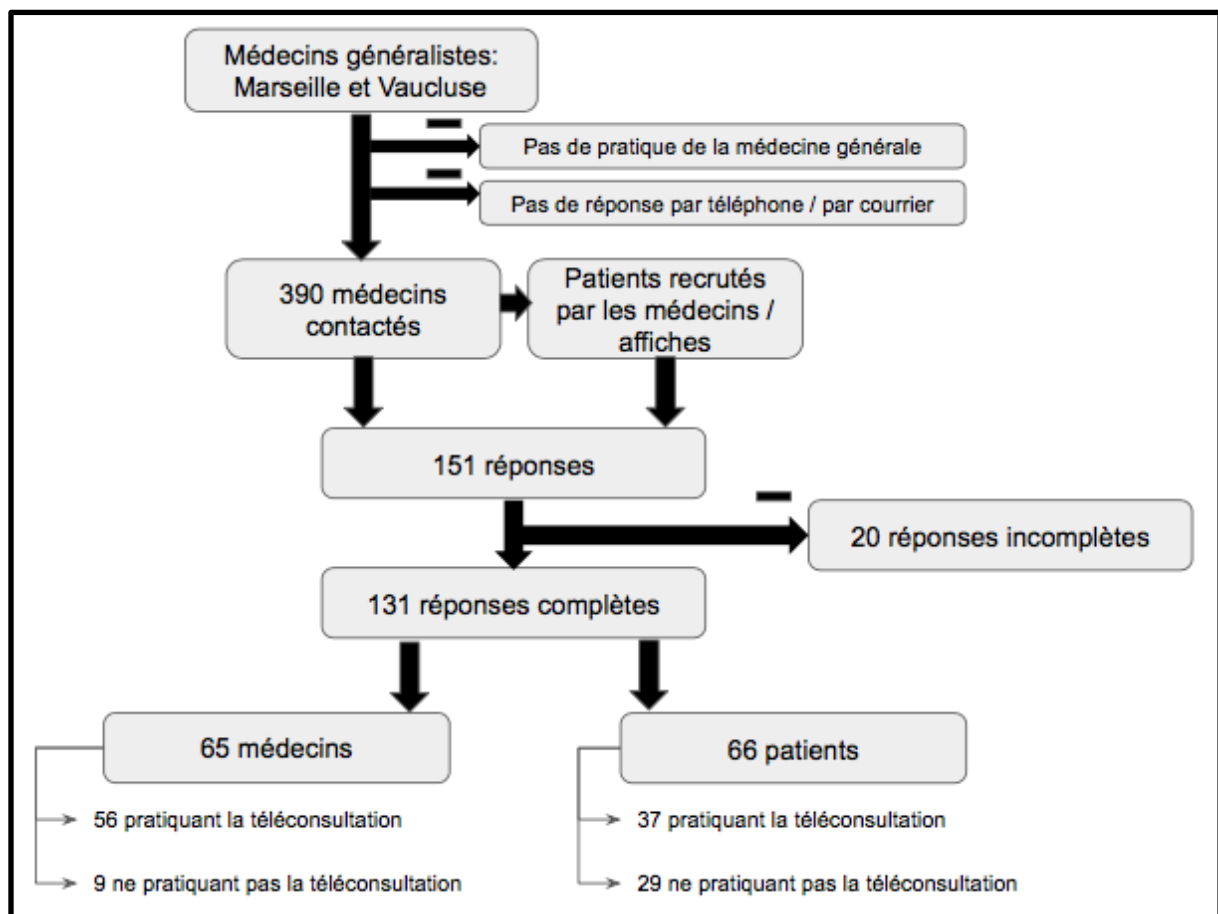 Médecins généralistes:
Marseille et Vaucluse
Pas de pratique de la médecine générale
Pas de réponse par téléphone / par courrier
390 médecins
contactés
Patients recrutés
par les médecins /
affiches
151 réponses
20 réponses incomplètes
131 réponses complètes
65 médecins
66 patients
56 pratiquant la téléconsultation
37 pratiquant la téléconsultation
9 ne pratiquant pas la téléconsultation
29 ne pratiquant pas la téléconsultation